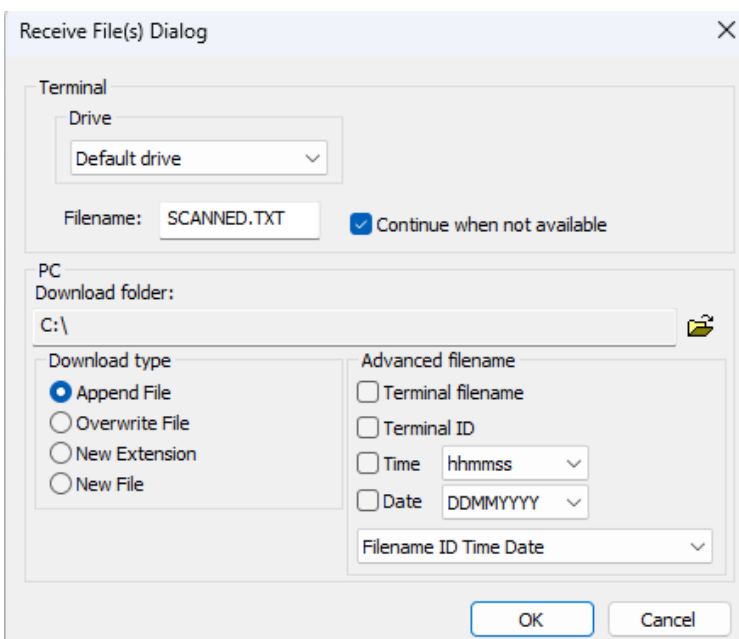 Receive File(s) Dialog
Terminal
Drive
Default drive
Filename: SCANNED.TXT Continue when not available
PC
Download folder:
C:\
Download type
Append File
Overwrite File
New Extension
New File
Advanced filename
Terminal filename
Terminal ID
Time hhmmss
Date DDMMYYYY
Filename ID Time Date
OK Cancel